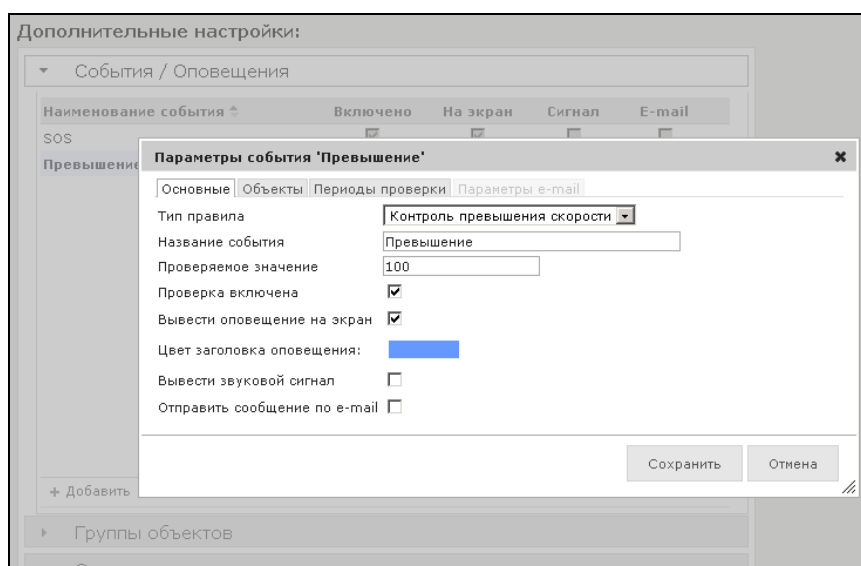 Дополнительные настройки:
События / Оповещения
Наименование события Включено На экран Сигнал E-mail
SOS
Превышение
Параметры события 'Превышение'
Основные Объекты Периоды проверки Параметры e-mail
Тип правила Контроль превышения скорости
Название события Превышение
Проверяемое значение 100
Проверка включена
Вывести оповещение на экран
Цвет заголовка оповещения:
Вывести звуковой сигнал
Отправить сообщение по e-mail
Сохранить Отмена
+ Добавить
Группы объектов